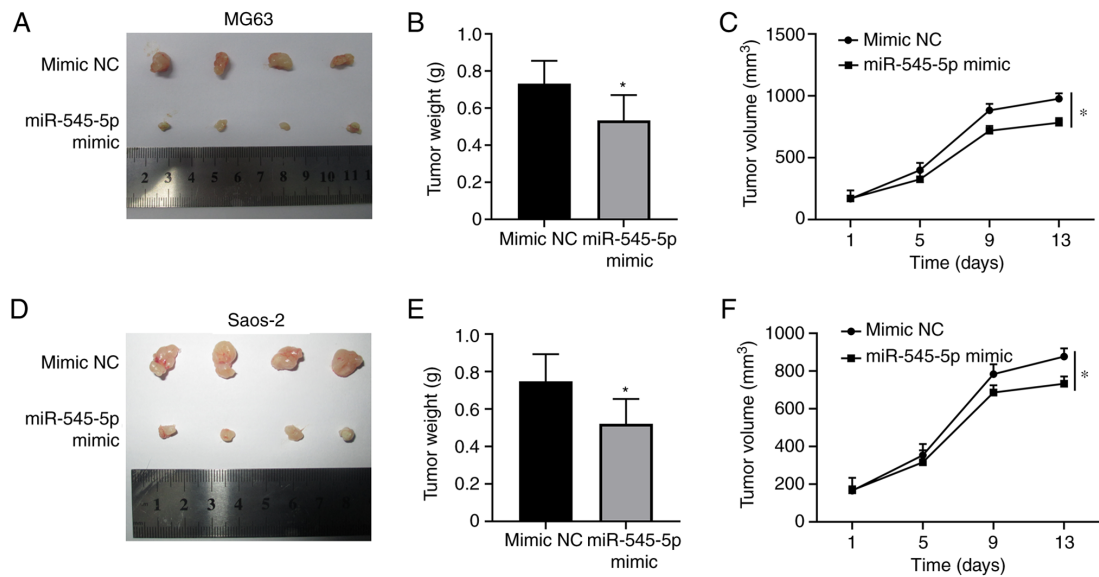 A
MG63
Mimic NC
miR-545-5p
mimic
2 3 4 5 6 7 8 9 10 11 1
B
Tumor weight (g)
1.0
0.8
0.6
0.4
0.2
0
*
Mimic NC miR-545-5p
mimic
C
Tumor volume (mm³)
1500
1000
500
0
Mimic NC
miR-545-5p mimic
*
1 5 9 13
Time (days)
D
Saos-2
Mimic NC
miR-545-5p
mimic
1 2 3 4 5 6 7 8
E
Tumor weight (g)
1.0
0.8
0.6
0.4
0.2
0
*
Mimic NC miR-545-5p
mimic
F
Tumor volume (mm³)
1000
800
600
400
200
0
Mimic NC
miR-545-5p mimic
*
1 5 9 13
Time (days)